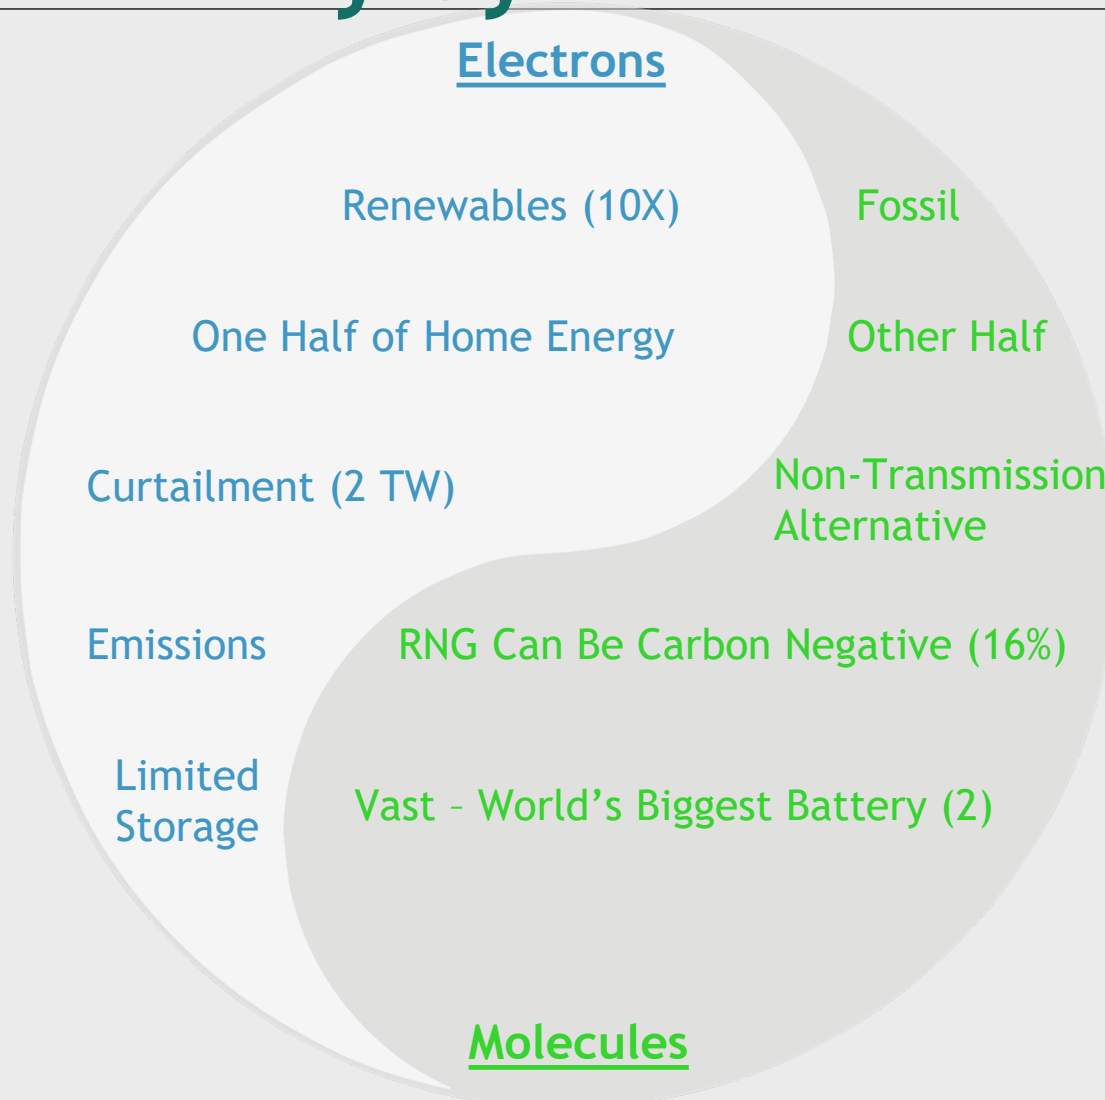 Electrons
Renewables (10X) Fossil
One Half of Home Energy Other Half
Curtailment (2 TW) Non-Transmission
Alternative
Emissions RNG Can Be Carbon Negative (16%)
Limited
Storage
Vast – World’s Biggest Battery (2)
Molecules